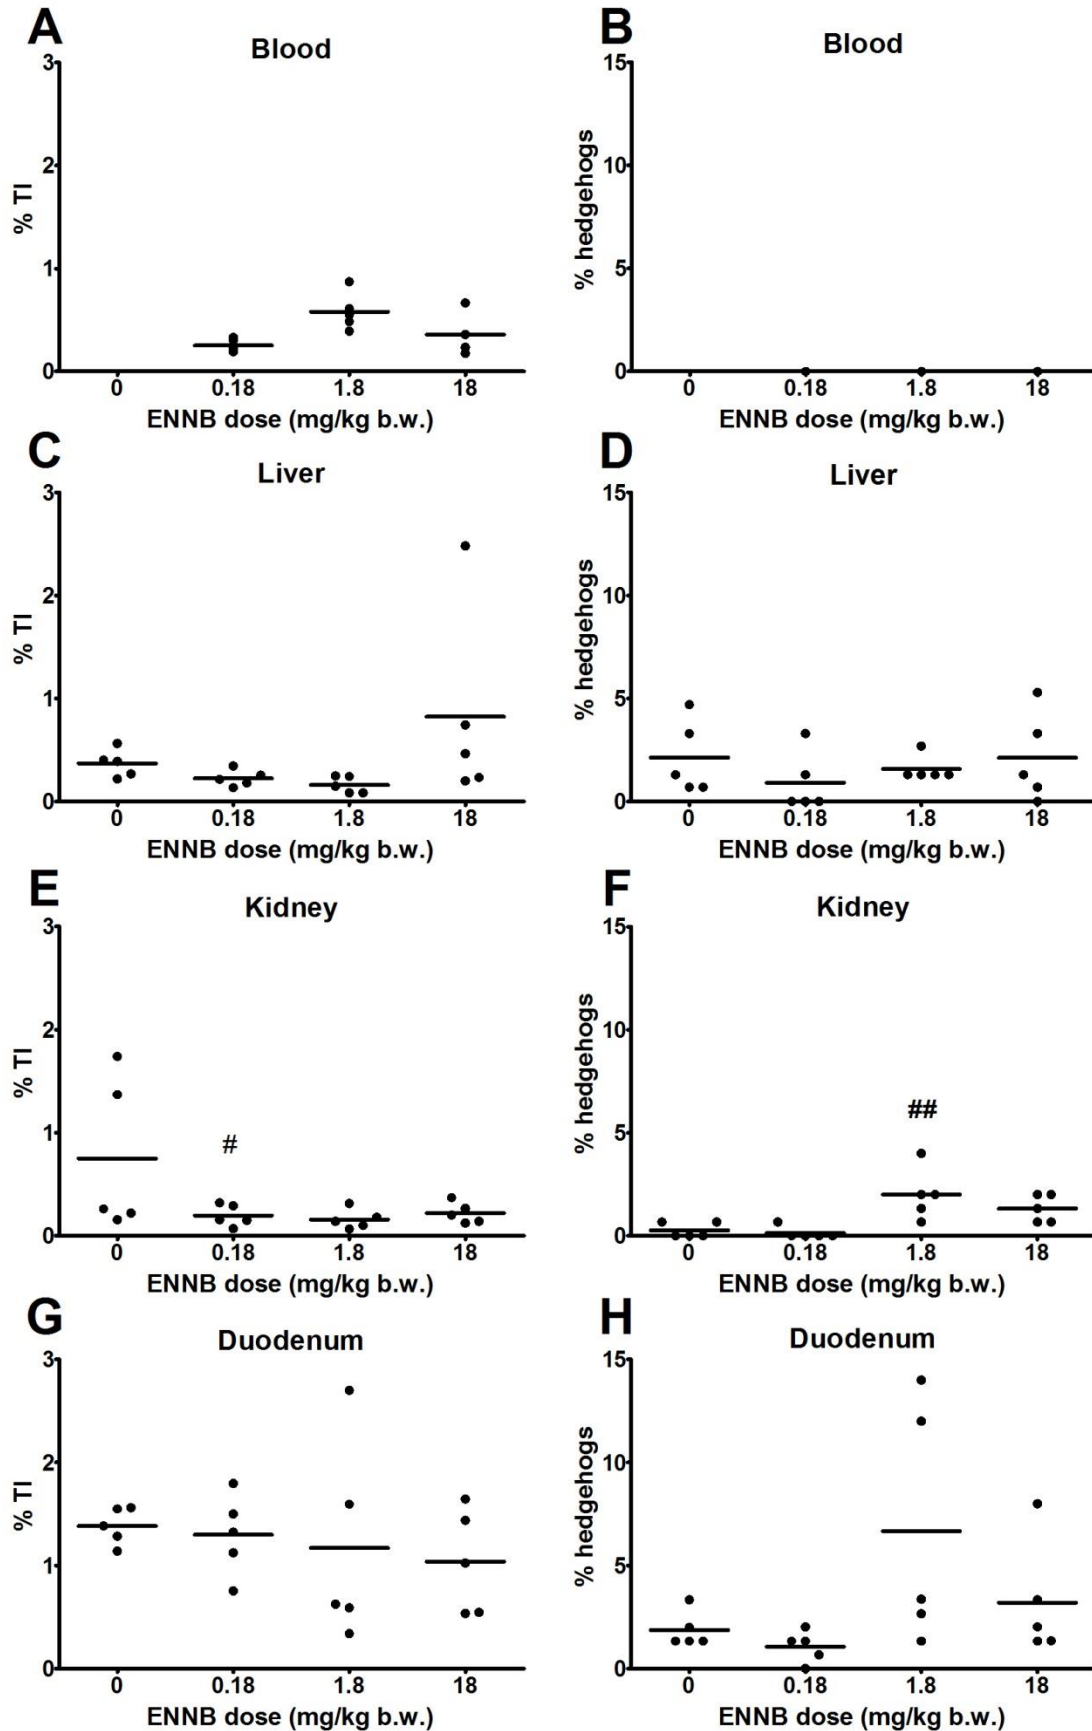 A
Blood
3
2
1
0
% TI
0 0.18 1.8 18
ENNB dose (mg/kg b.w.)
B
Blood
15
10
5
0
% hedgehogs
0 0.18 1.8 18
ENNB dose (mg/kg b.w.)
C
Liver
3
2
1
0
% TI
0 0.18 1.8 18
ENNB dose (mg/kg b.w.)
D
Liver
15
10
5
0
% hedgehogs
0 0.18 1.8 18
ENNB dose (mg/kg b.w.)
E
Kidney
3
2
1
0
% TI
#
0 0.18 1.8 18
ENNB dose (mg/kg b.w.)
F
Kidney
15
10
5
0
% hedgehogs
##
0 0.18 1.8 18
ENNB dose (mg/kg b.w.)
G
Duodenum
3
2
1
0
% TI
0 0.18 1.8 18
ENNB dose (mg/kg b.w.)
H
Duodenum
15
10
5
0
% hedgehogs
0 0.18 1.8 18
ENNB dose (mg/kg b.w.)